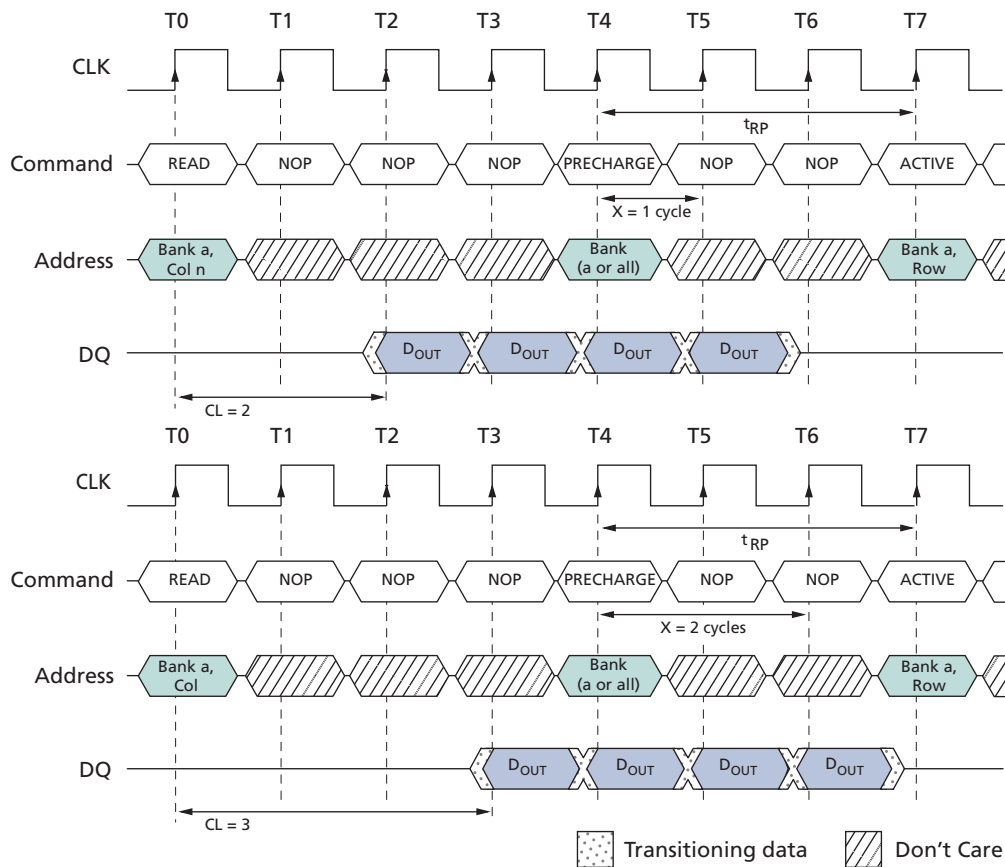 T0 T1 T2 T3 T4 T5 T6 T7
CLK
tRP
Command READ NOP NOP NOP PRECHARGE NOP NOP ACTIVE
X = 1 cycle
Address Bank a, Col n Bank (a or all) Bank a, Row
DQ DOUT DOUT DOUT DOUT
CL = 2
T0 T1 T2 T3 T4 T5 T6 T7
CLK
tRP
Command READ NOP NOP NOP PRECHARGE NOP NOP ACTIVE
X = 2 cycles
Address Bank a, Col Bank (a or all) Bank a, Row
DQ DOUT DOUT DOUT DOUT
CL = 3
Transitioning data Don't Care